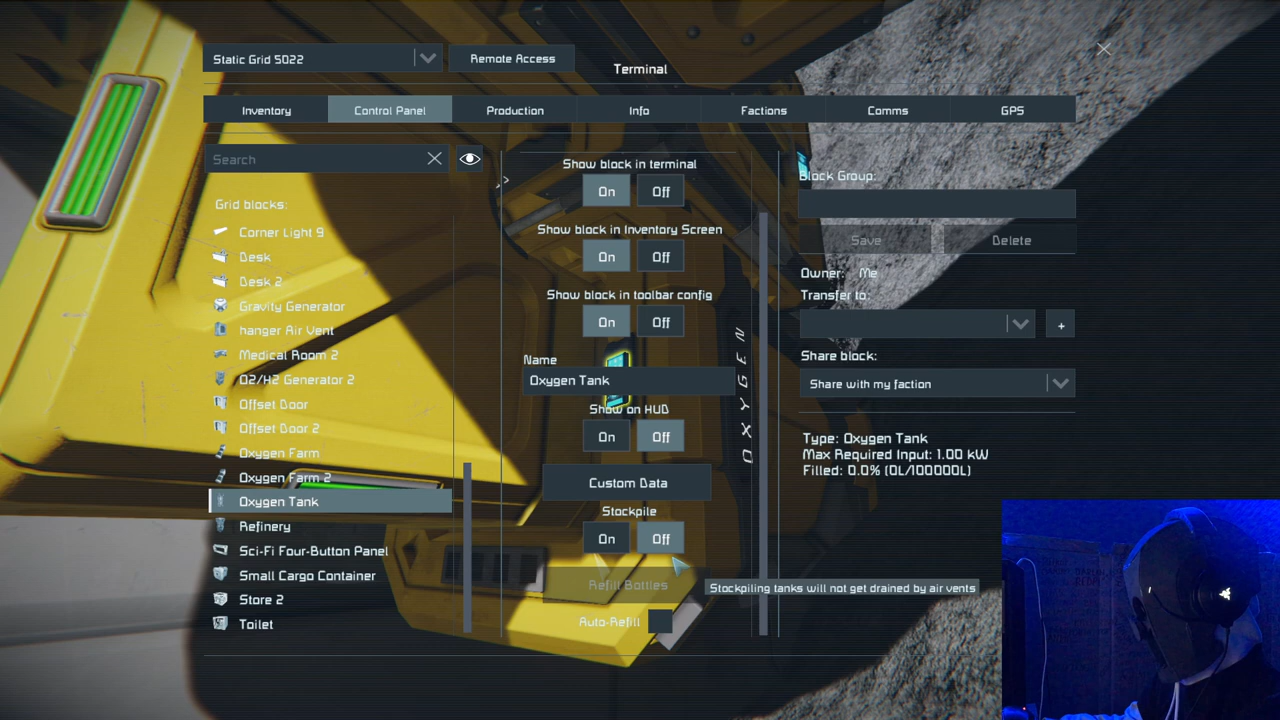 Static Grid 5022
Remote Access
Terminal
Inventory
Control Panel
Production
Info
Factions
Comms
GPS
Search
Grid blocks:
Corner Light 9
Desk
Desk 2
Gravity Generator
hanger Air Vent
Medical Room 2
O2/H2 Generator 2
Offset Door
Offset Door 2
Oxygen Farm
Oxygen Farm 2
Oxygen Tank
Refinery
Sci-Fi Four-Button Panel
Small Cargo Container
Store 2
Toilet
Show block in terminal
On Off
Show block in Inventory Screen
On Off
Show block in toolbar config
On Off
Name
Oxygen Tank
Show on HUD
On Off
Custom Data
Stockpile
On Off
Refill Bottles
Stockpiling tanks will not get drained by air vents
Auto-Refill
OXYGEN
Block Group:
Save
Delete
Owner: Me
Transfer to:
+
Share block:
Share with my faction
Type: Oxygen Tank
Max Required Input: 1.00 kW
Filled: 0.0% (0L/100000L)